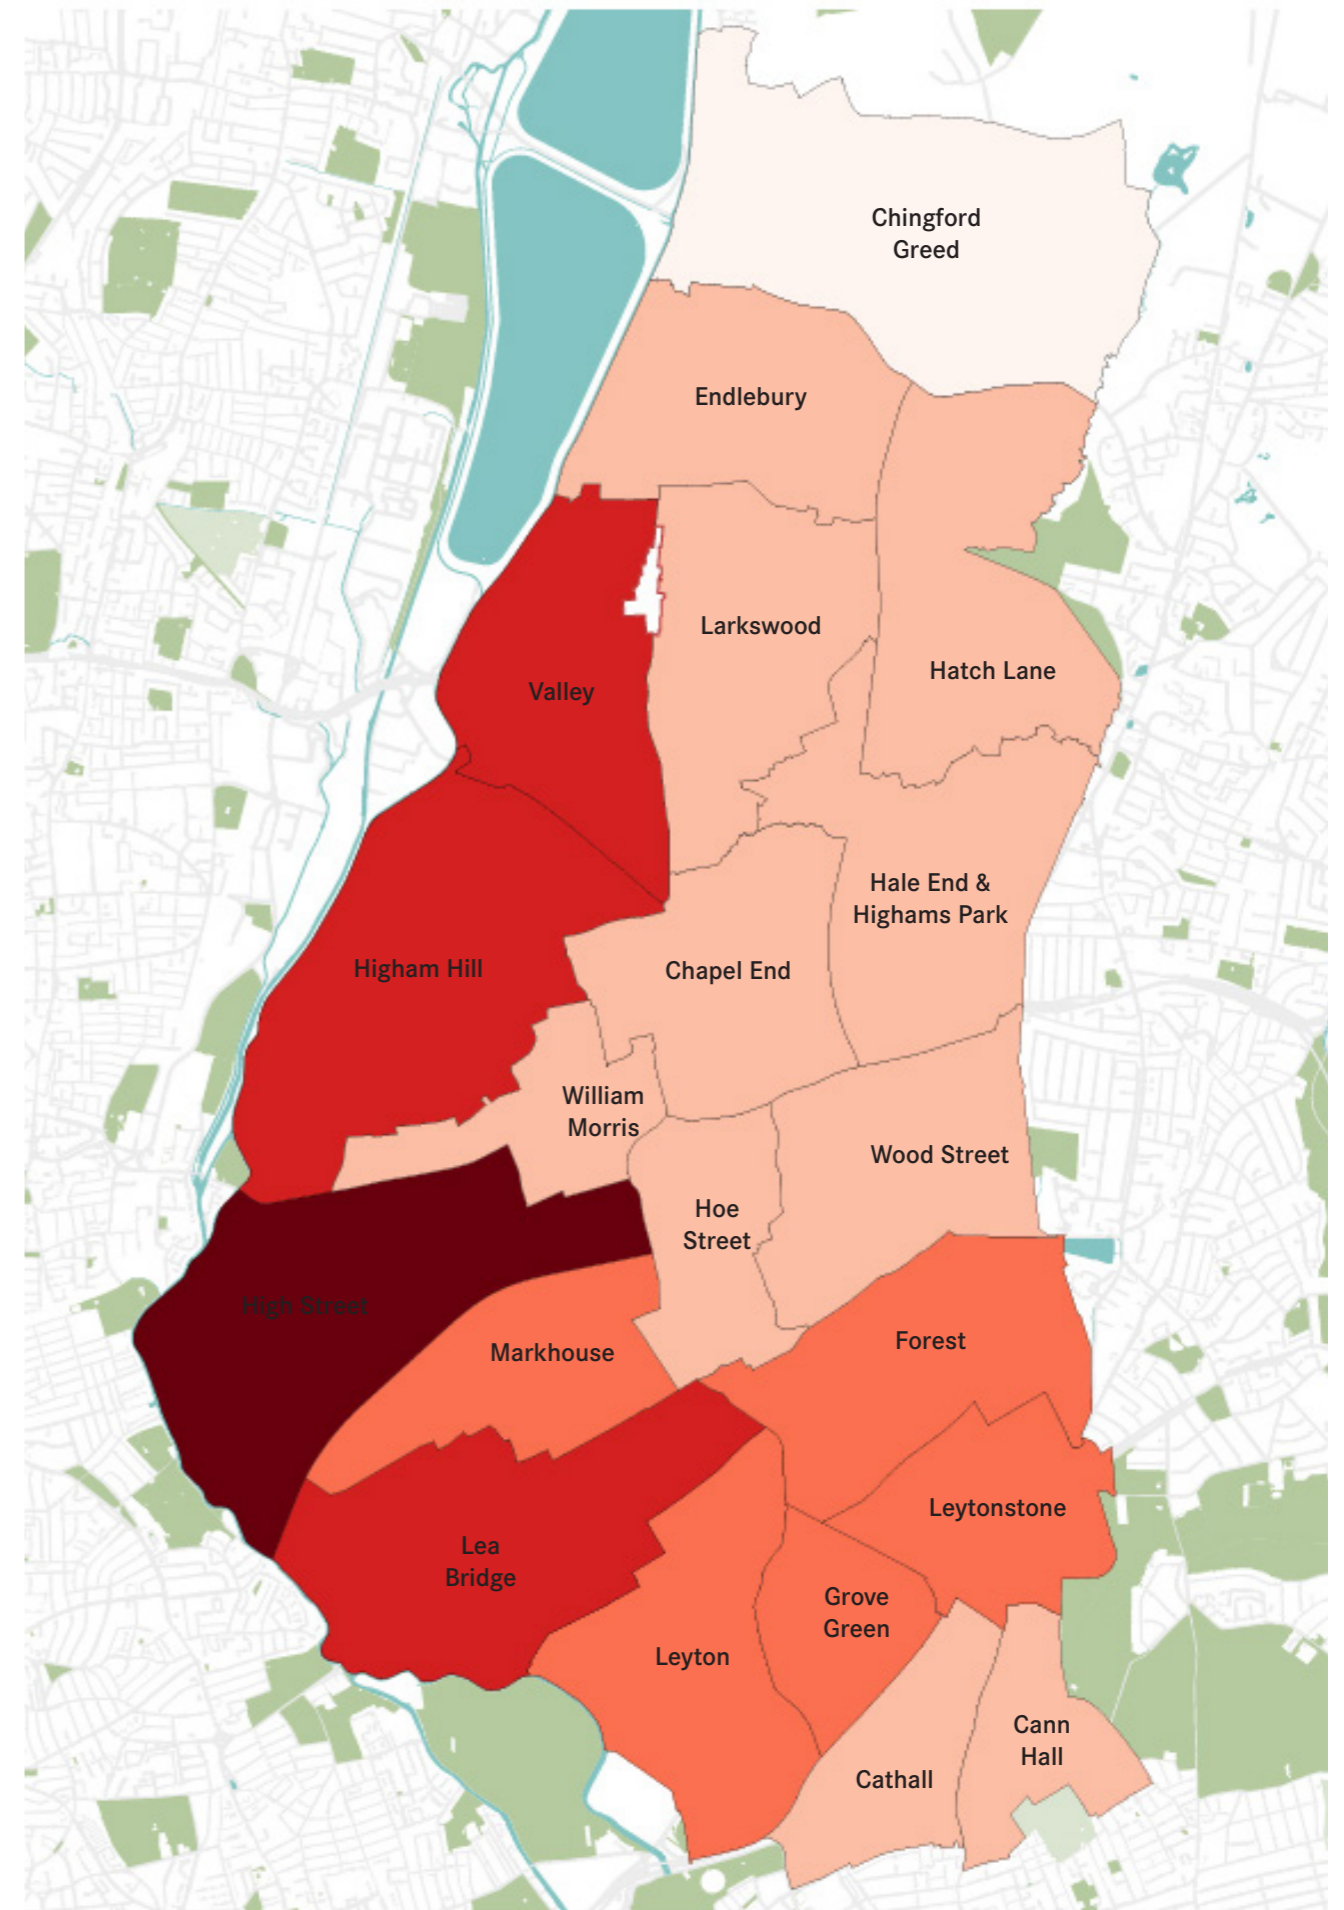 Chingford
Greed
Endlebury
Larkswood
Hatch Lane
Valley
Hale End &
Highams Park
Higham Hill
Chapel End
William
Morris
Wood Street
Hoe
Street
High Street
Markhouse
Forest
Leytonstone
Lea
Bridge
Grove
Green
Leyton
Cann
Hall
Cathall